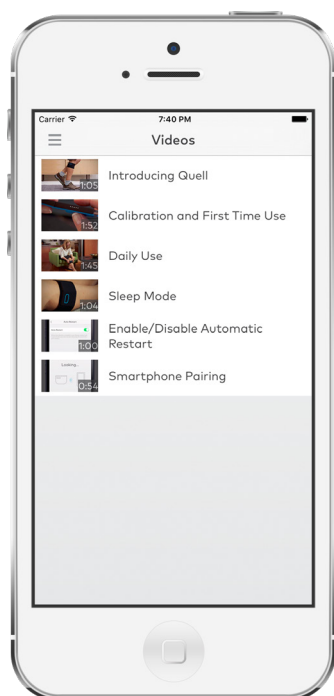 Carrier 7:40 PM
Videos
1:05
Introducing Quell
1:52
Calibration and First Time Use
1:45
Daily Use
1:04
Sleep Mode
1:00
Enable/Disable Automatic
Restart
Looking...
0:54
Smartphone Pairing